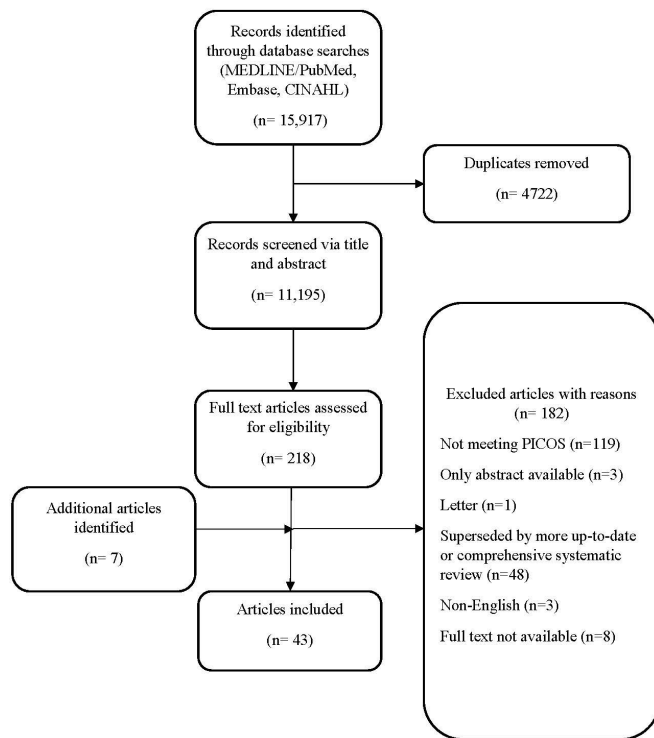 Records identified
through database searches
(MEDLINE/PubMed,
Embase, CINAHL)
(n= 15,917)
Duplicates removed
(n= 4722)
Records screened via title
and abstract
(n= 11,195)
Full text articles assessed
for eligibility
(n= 218)
Additional articles
identified
(n= 7)
Excluded articles with reasons
(n= 182)
Not meeting PICOS (n=119)
Only abstract available (n=3)
Letter (n=1)
Superseded by more up-to-date
or comprehensive systematic
review (n=48)
Non-English (n=3)
Full text not available (n=8)
Articles included
(n= 43)